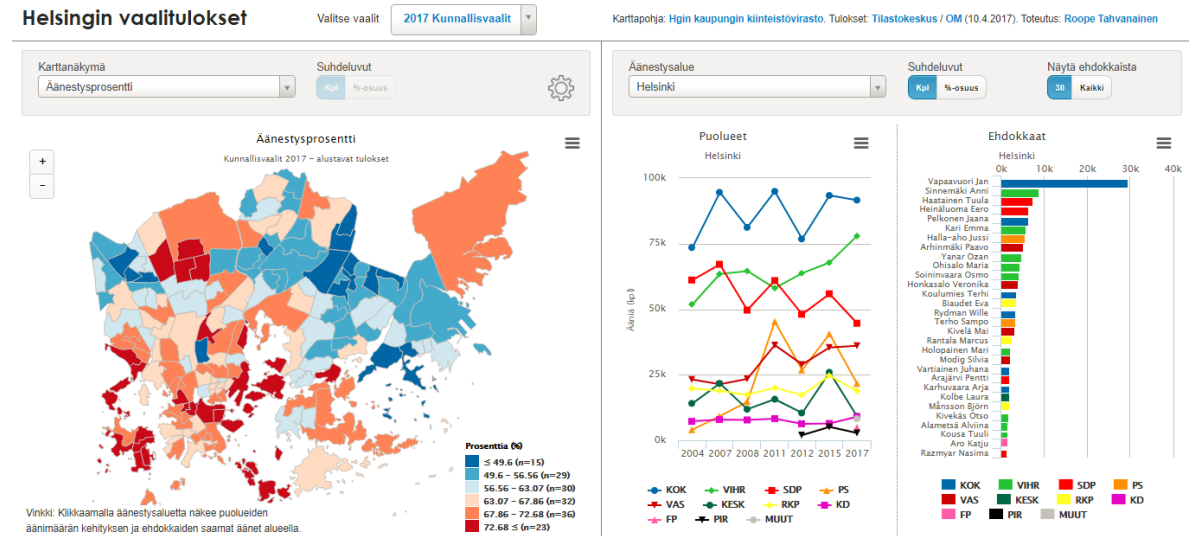 Helsingin vaalitulokset
Valitse vaalit
2017 Kunnallisvaalit
Karttapohja: Hgin kaupungin kiinteistövirasto. Tulokset: Tilastokeskus / OM (10.4.2017). Toteutus: Roope Tahvanainen
Karttanäkymä
Äänestysprosentti
Suhdeluvut
Kpl %-osuus
Äänestysalue
Helsinki
Suhdeluvut
Kpl %-osuus
Näytä ehdokkaista
30 Kaikki
+
-
Äänestysprosentti
Kunnallisvaalit 2017 - alustavat tulokset
Prosenttia (%)
≤ 49.6 (n=15)
49.6 - 56.56 (n=29)
56.56 - 63.07 (n=30)
63.07 - 67.86 (n=32)
67.86 - 72.68 (n=36)
72.68 ≤ (n=23)
Vinkki: Klikkaamalla äänestysaluetta näkee puolueiden
äänimäärän kehityksen ja ehdokkaiden saamat äänet alueella.
Puolueet
Helsinki
Ääniä (kpl)
100k
75k
50k
25k
0k
2004 2007 2008 2011 2012 2015 2017
KOK VIHR SDP PS
VAS KESK RKP KD
FP PIR MUUT
Ehdokkaat
Helsinki
0k 10k 20k 30k 40k
Vapaavuori Jan
Sinnemäki Anni
Haatainen Tuula
Heinäluoma Eero
Pelkonen Jaana
Kari Emma
Halla-aho Jussi
Arhinmäki Paavo
Yanar Ozan
Ohisalo Maria
Soininvaara Osmo
Honkasalo Veronika
Koulumies Terhi
Biaudet Eva
Rydman Wille
Terho Sampo
Kivelä Mai
Rantala Marcus
Holopainen Mari
Modig Silvia
Vartiainen Juhana
Arajärvi Pentti
Karhuvaara Arja
Kolbe Laura
Månsson Björn
Kivekäs Otso
Alametsä Alviina
Kousa Tuuli
Aro Katju
Razmyar Nasima
KOK VIHR SDP PS
VAS KESK RKP KD
FP PIR MUUT